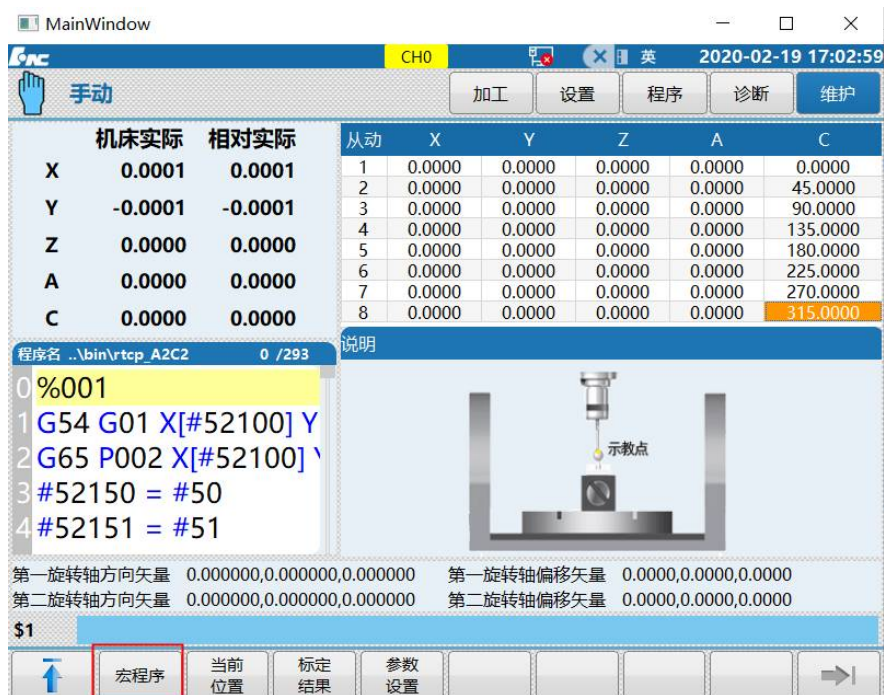 MainWindow
CH0 英 2020-02-19 17:02:59
手动 加工 设置 程序 诊断 维护
机床实际 相对实际
X 0.0001 0.0001
Y -0.0001 -0.0001
Z 0.0000 0.0000
A 0.0000 0.0000
C 0.0000 0.0000
从动 X Y Z A C
1 0.0000 0.0000 0.0000 0.0000 0.0000
2 0.0000 0.0000 0.0000 0.0000 45.0000
3 0.0000 0.0000 0.0000 0.0000 90.0000
4 0.0000 0.0000 0.0000 0.0000 135.0000
5 0.0000 0.0000 0.0000 0.0000 180.0000
6 0.0000 0.0000 0.0000 0.0000 225.0000
7 0.0000 0.0000 0.0000 0.0000 270.0000
8 0.0000 0.0000 0.0000 0.0000 315.0000
程序名 ..\bin\rtcp_A2C2 0 /293
0 %001
1 G54 G01 X[#52100] Y
2 G65 P002 X[#52100]
3 #52150 = #50
4 #52151 = #51
说明
示教点
第一旋转轴方向矢量 0.000000,0.000000,0.000000 第一旋转轴偏移矢量 0.0000,0.0000,0.0000
第二旋转轴方向矢量 0.000000,0.000000,0.000000 第二旋转轴偏移矢量 0.0000,0.0000,0.0000
$1
宏程序 当前位置 标定结果 参数设置